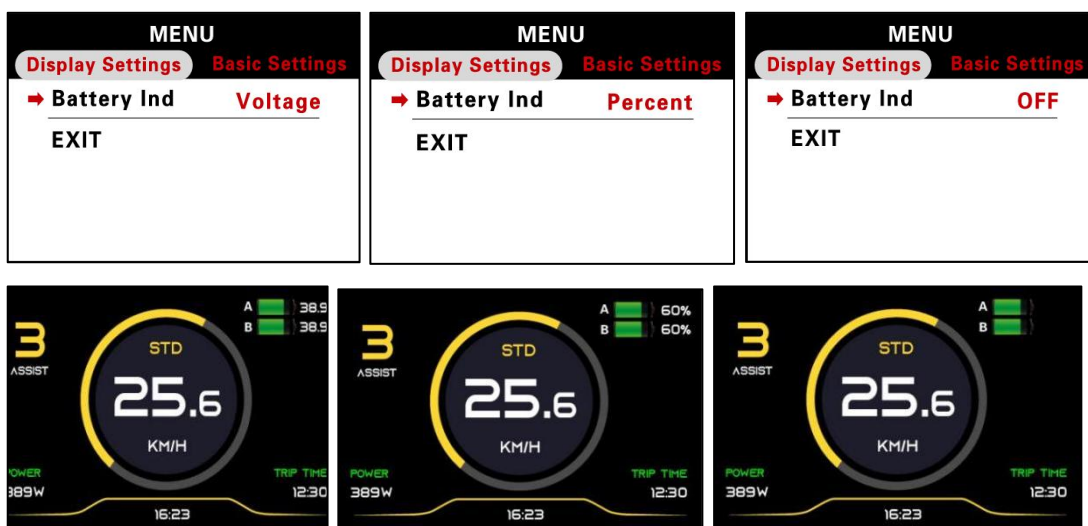 MENU
Display Settings Basic Settings
Battery Ind Voltage
EXIT
MENU
Display Settings Basic Settings
Battery Ind Percent
EXIT
MENU
Display Settings Basic Settings
Battery Ind OFF
EXIT
A 38.9
B 38.9
3
ASSIST
STD
25.6
KM/H
POWER
389W
TRIP TIME
12:30
16:23
A 60%
B 60%
3
ASSIST
STD
25.6
KM/H
POWER
389W
TRIP TIME
12:30
16:23
A
B
3
ASSIST
STD
25.6
KM/H
POWER
389W
TRIP TIME
12:30
16:23